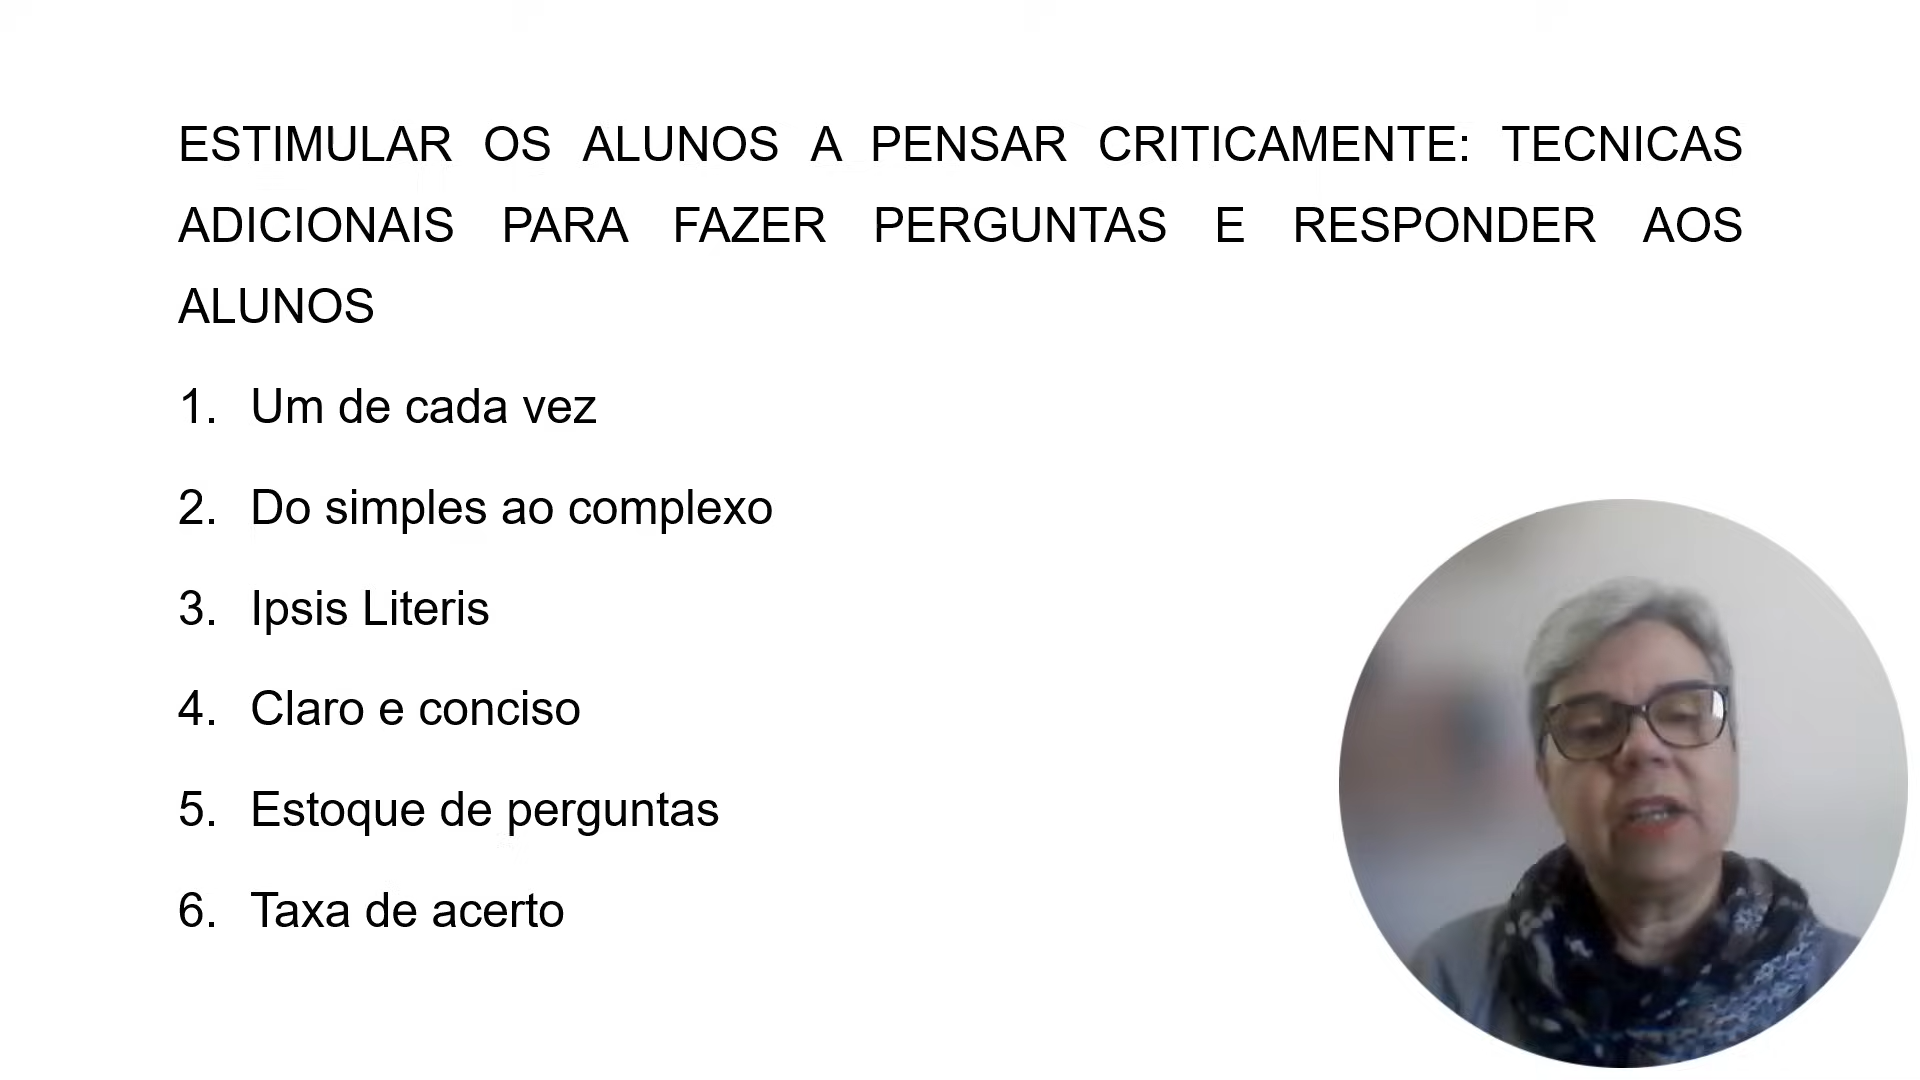 ESTIMULAR OS ALUNOS A PENSAR CRITICAMENTE: TECNICAS
ADICIONAIS PARA FAZER PERGUNTAS E RESPONDER AOS
ALUNOS
1. Um de cada vez
2. Do simples ao complexo
3. Ipsis Literis
4. Claro e conciso
5. Estoque de perguntas
6. Taxa de acerto